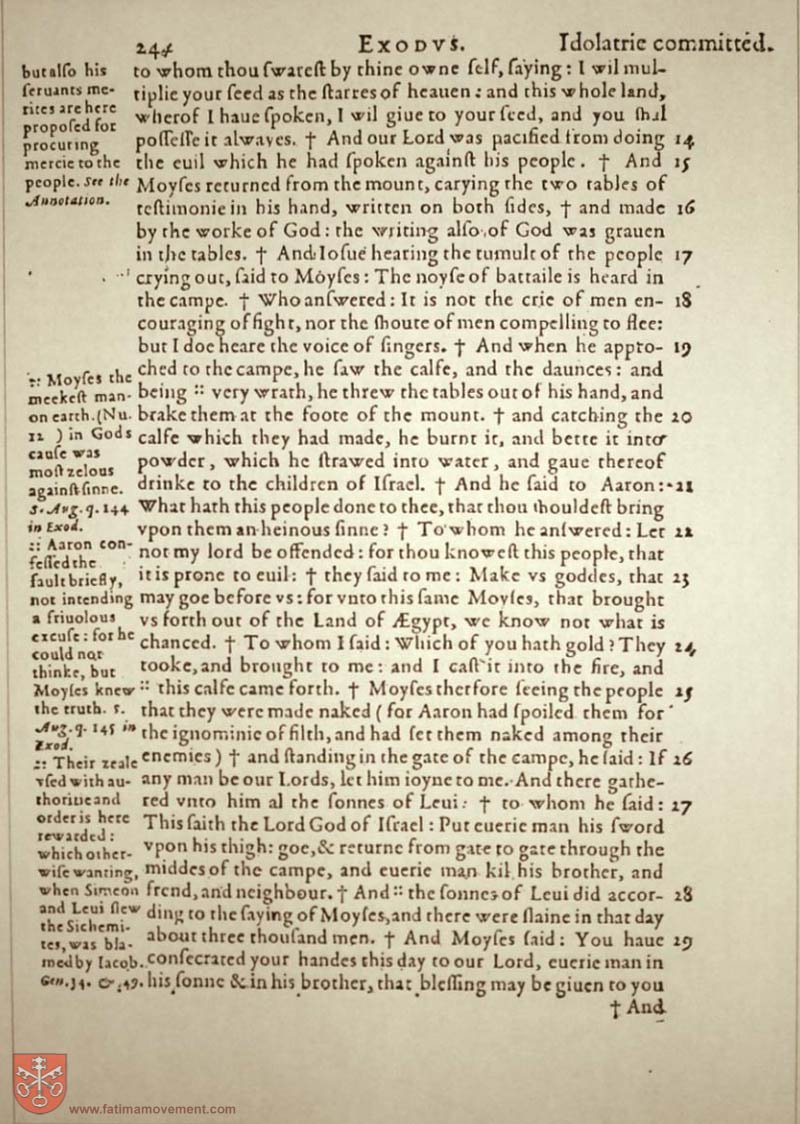 244
EXODVS.
Idolatrie committed.
but alſo his
ſeruants me-
rites are here
propoſed for
procuring
mercie to the
people. See the
Annotation.
to whom thou ſwareſt by thine owne ſelf, ſaying: I wil mul-
tiplie your ſeed as the ſtarres of heauen: and this whole land,
wherof I haue ſpoken, I wil giue to your ſeed, and you ſhal
poſſeſſe it alwayes. † And our Lord was pacified from doing 14
the euil which he had ſpoken againſt his people. † And 15
Moyſes returned from the mount, carying the two tables of
teſtimonie in his hand, written on both ſides, † and made 16
by the worke of God: the writing alſo of God was grauen
in the tables. † And Ioſue hearing the tumult of the people 17
crying out, ſaid to Moyſes: The noyſe of battaile is heard in
the campe. † Who anſwered: It is not the crie of men en- 18
couraging of fight, nor the ſhoute of men compelling to flee:
but I doe heare the voice of ſingers. † And when he appro- 19
ched to the campe, he ſaw the calfe, and the daunces: and
being :: very wrath, he threw the tables out of his hand, and
brake them at the foote of the mount. † and catching the 20
calfe which they had made, he burnt it, and bette it into
powder, which he ſtrawed into water, and gaue thereof
drinke to the children of Iſrael. † And he ſaid to Aaron: 21
What hath this people done to thee, that thou ſhouldeſt bring
vpon them an heinous ſinne? † To whom he anſwered: Let 22
not my lord be offended: for thou knoweſt this people, that
it is prone to euil: † they ſaid to me: Make vs goddes, that 23
may goe before vs: for vnto this ſame Moyſes, that brought
vs forth out of the Land of Ægypt, we know not what is
chanced. † To whom I ſaid: Which of you hath gold? They 24
tooke, and brought to me: and I caſt it into the fire, and
:: this calfe came forth. † Moyſes therfore ſeeing the people 25
that they were made naked (for Aaron had ſpoiled them for
the ignominie of filth, and had ſet them naked among their
enemies) † and ſtanding in the gate of the campe, he ſaid: If 26
any man be our Lords, let him ioyne to me. And there gathe-
red vnto him al the ſonnes of Leui: † to whom he ſaid: 27
This ſaith the Lord God of Iſrael: Put euerie man his ſword
vpon his thigh: goe, & returne from gate to gate through the
middes of the campe, and euerie man kil his brother, and
frend, and neighbour. † And :: the ſonnes of Leui did accor- 28
ding to the ſaying of Moyſes, and there were ſlaine in that day
about three thouſand men. † And Moyſes ſaid: You haue 29
conſecrated your handes this day to our Lord, euerie man in
his ſonne & in his brother, that bleſſing may be giuen to you
† And
:: Moyſes the
meekeſt man
on earth. (Nu.
12 ) in Gods
cauſe was
moſt zelous
againſt ſinne.
S. Aug. q. 144
in Exod.
:: Aaron con-
feſſed the
fault briefly,
not intending
a friuolous
excuſe: for he
could not
thinke, but
Moyſes knew
the truth. S.
Aug. q. 145 in
Exod.
:: Their zeale
vſed with au-
thoritie and
order is here
rewarded:
which other-
wiſe wanting,
when Simeon
and Leui ſlew
the Sichemi-
tes, was bla-
med by Iacob.
Gen. 34. & 49.
www.fatimamovement.com